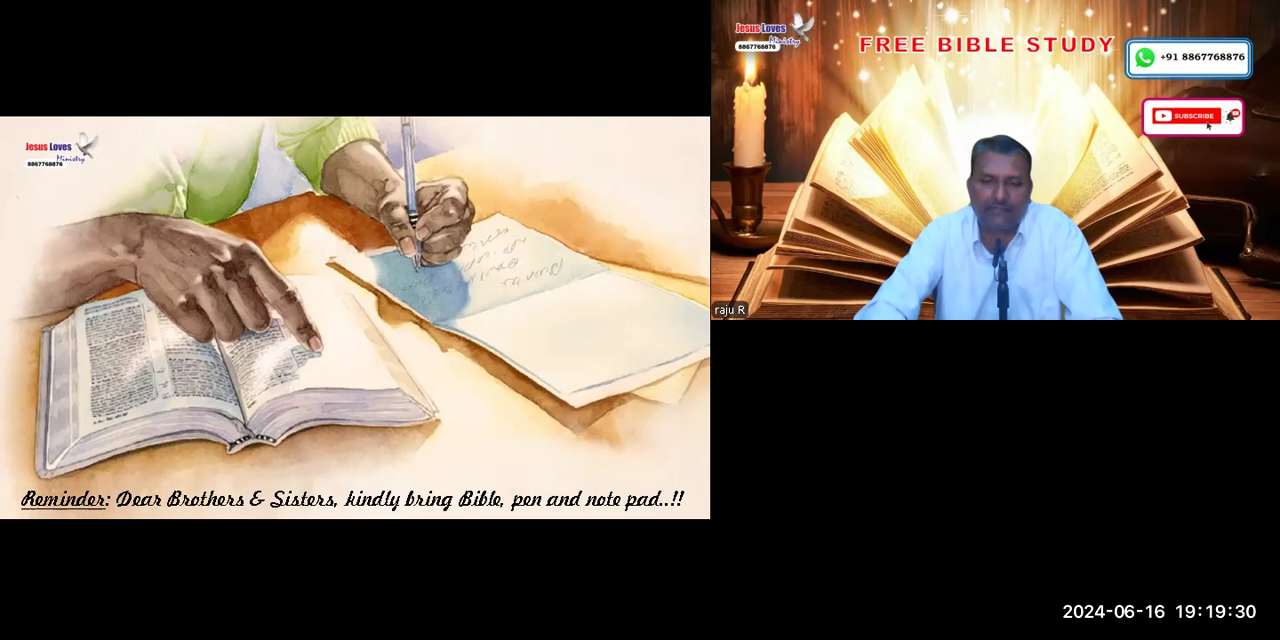 Jesus Loves
Ministry
8867768876
Reminder: Dear Brothers & Sisters, kindly bring Bible, pen and note pad..!!
Jesus Loves
Ministry
8867768876
FREE BIBLE STUDY
+91 8867768876
SUBSCRIBE
raju R
2024-06-16 19:19:30